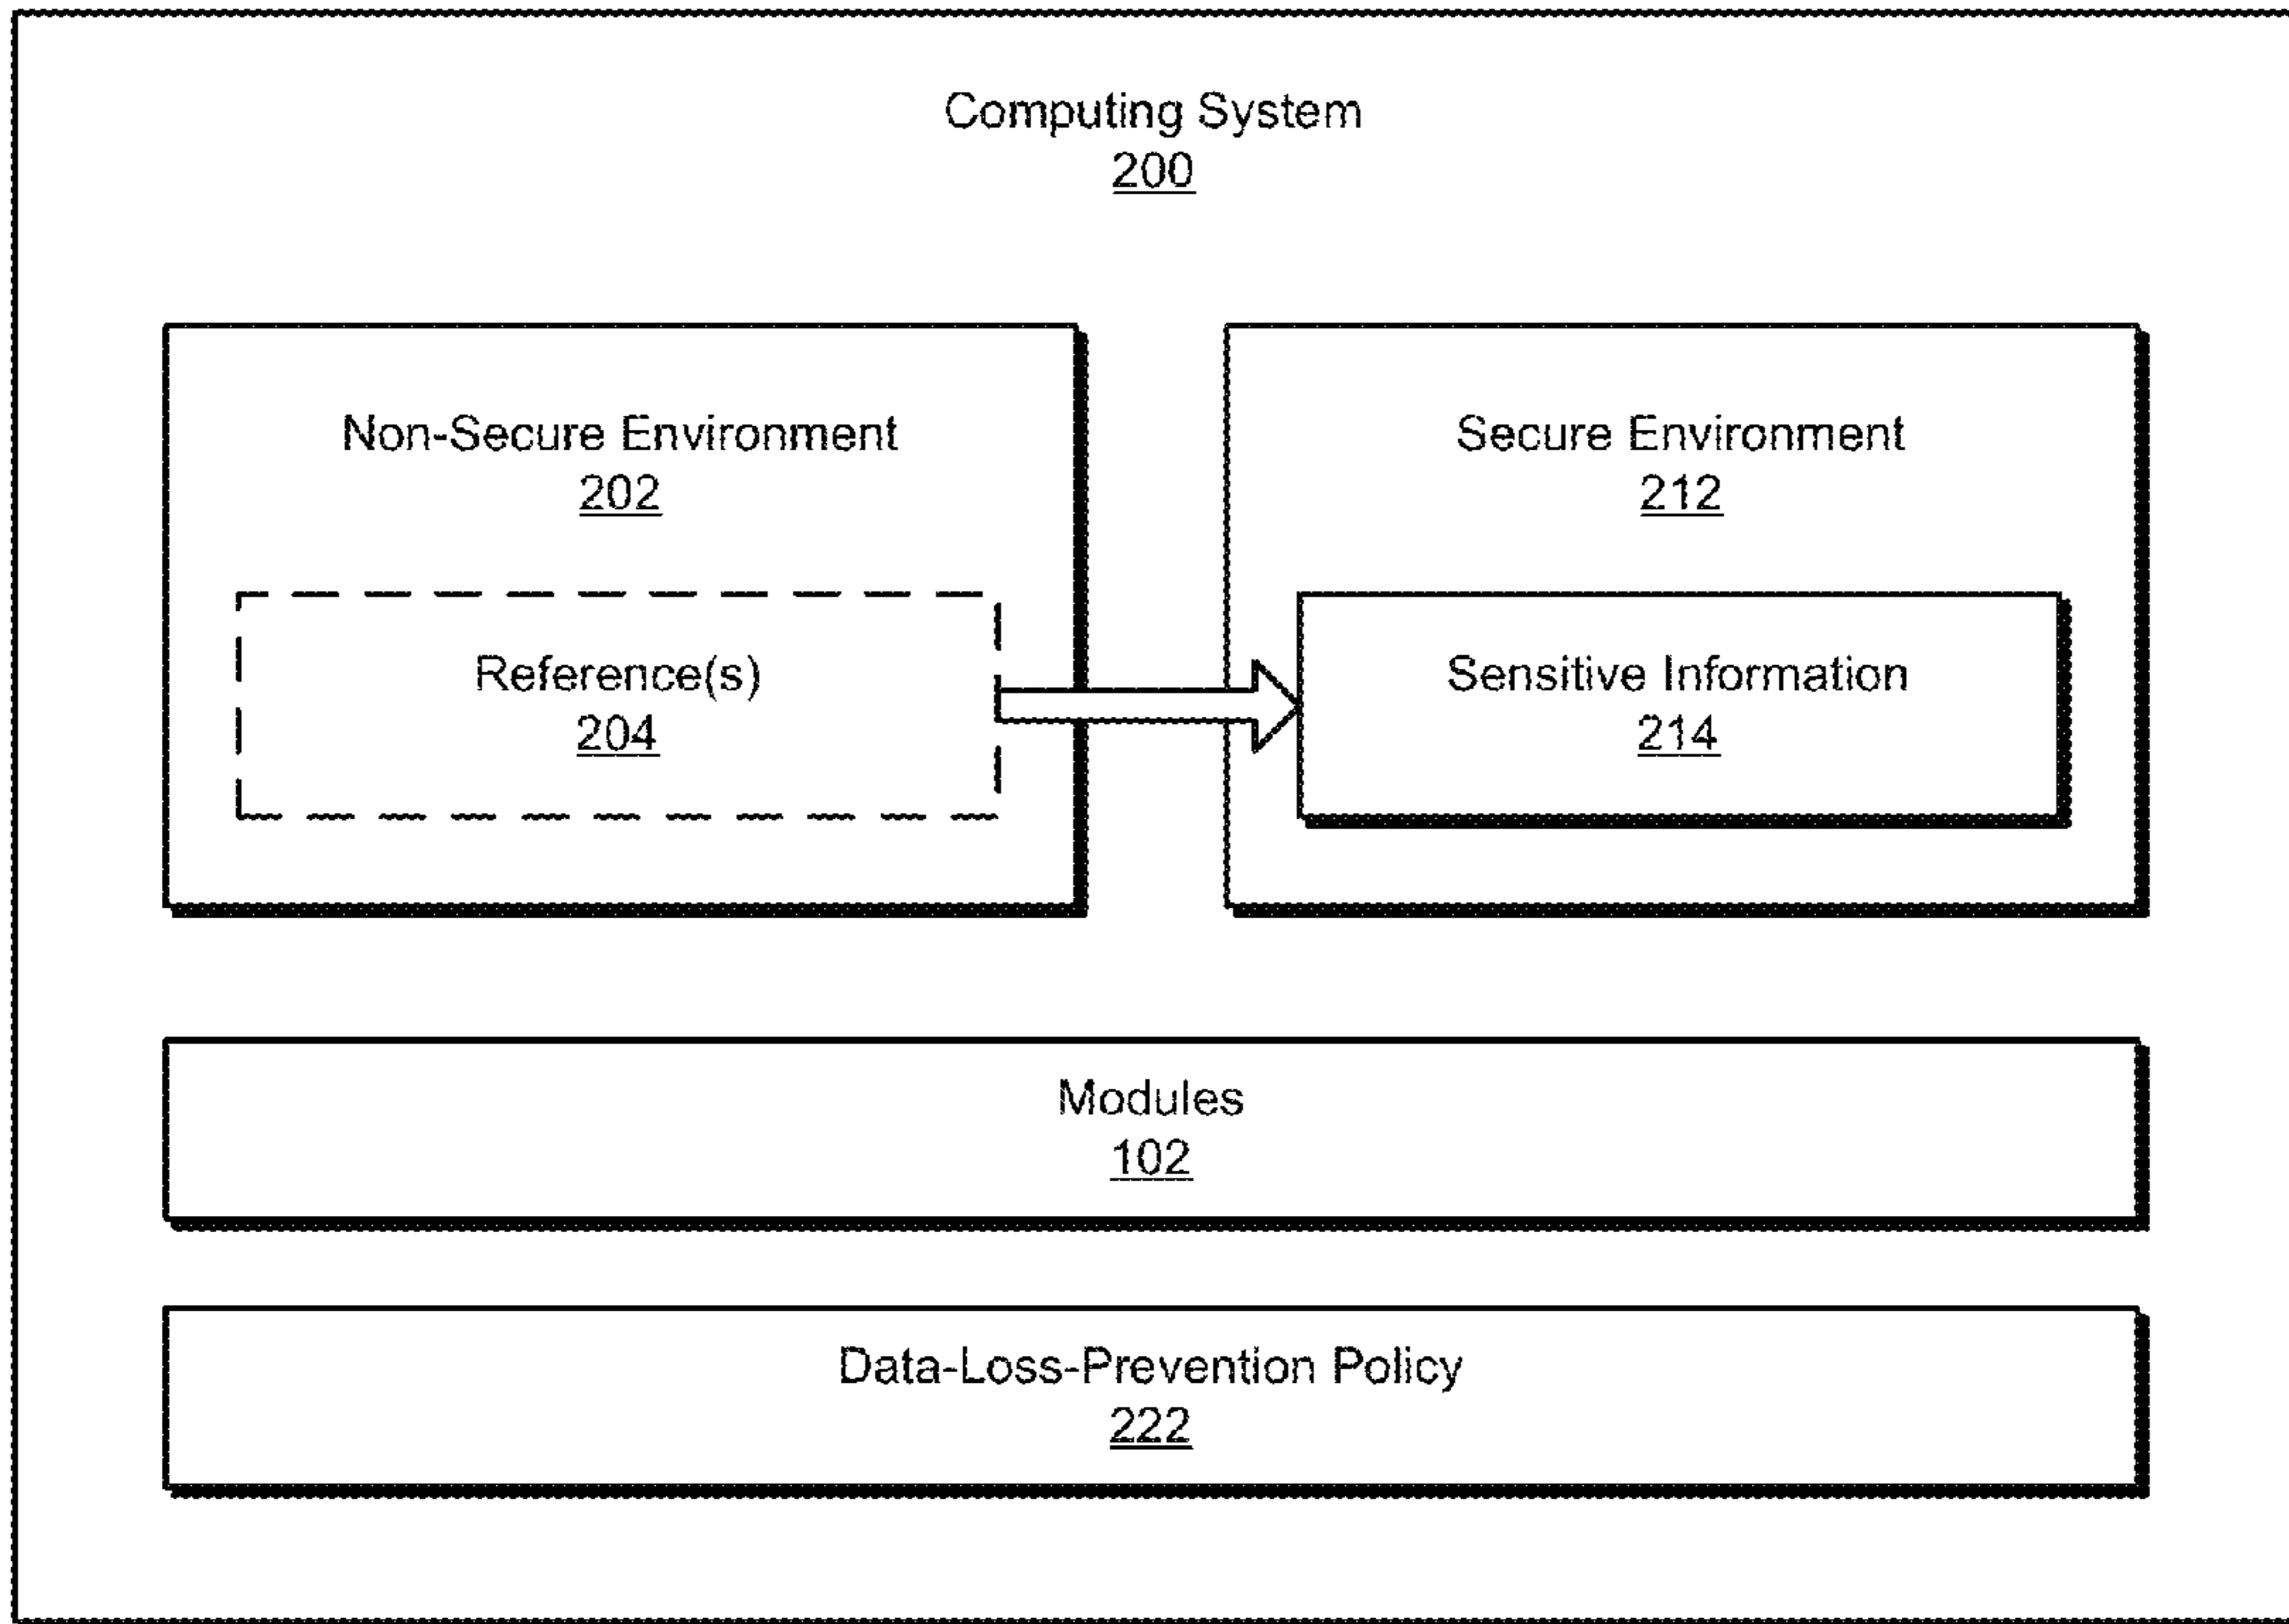 Computing System
200
Non-Secure Environment
202
Reference(s)
204
Secure Environment
212
Sensitive Information
214
Modules
102
Data-Loss-Prevention Policy
222